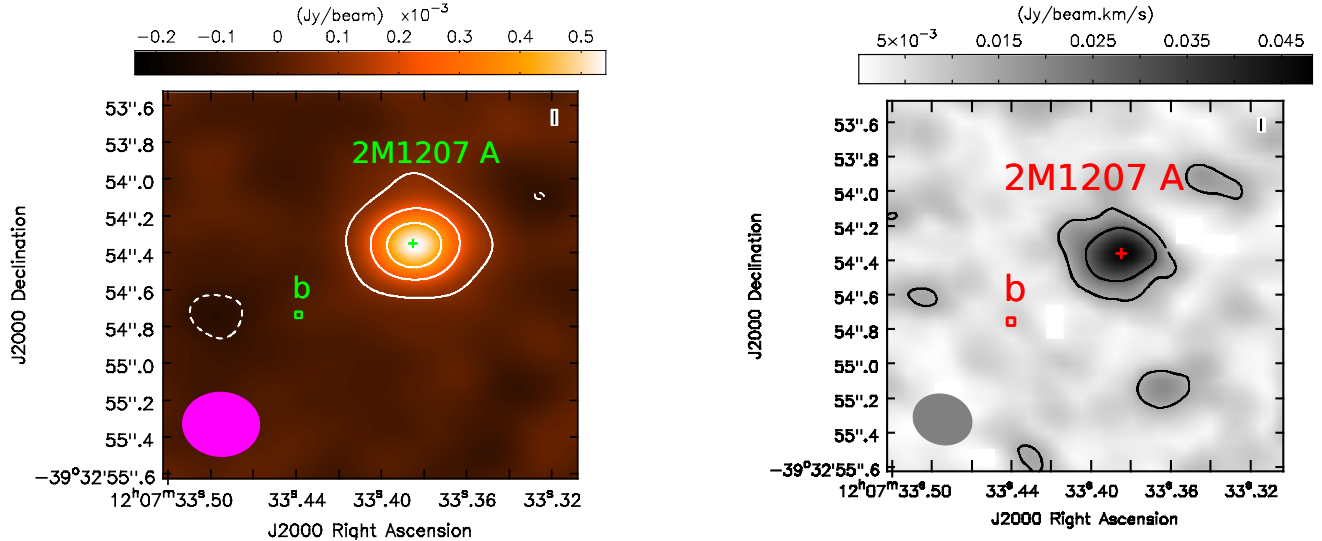 (Jy/beam) ×10⁻³
−0.2 −0.1 0 0.1 0.2 0.3 0.4 0.5
53".6
53".8
54".0
54".2
54".4
54".6
54".8
55".0
55".2
55".4
−39°32'55".6
J2000 Declination
2M1207 A
b
I
12ʰ07ᵐ33ˢ.50 33ˢ.44 33ˢ.40 33ˢ.36 33ˢ.32
J2000 Right Ascension
(Jy/beam.km/s)
5×10⁻³ 0.015 0.025 0.035 0.045
53".6
53".8
54".0
54".2
54".4
54".6
54".8
55".0
55".2
55".4
−39°32'55".6
J2000 Declination
2M1207 A
b
I
12ʰ07ᵐ33ˢ.50 33ˢ.44 33ˢ.40 33ˢ.36 33ˢ.32
J2000 Right Ascension